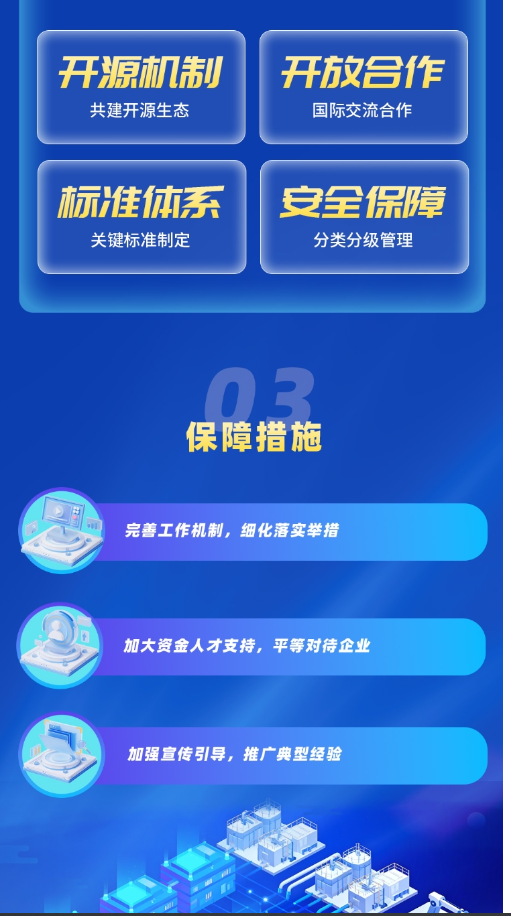 开源机制
共建开源生态
开放合作
国际交流合作
标准体系
关键标准制定
安全保障
分类分级管理
03
保障措施
完善工作机制，细化落实举措
加大资金人才支持，平等对待企业
加强宣传引导，推广典型经验